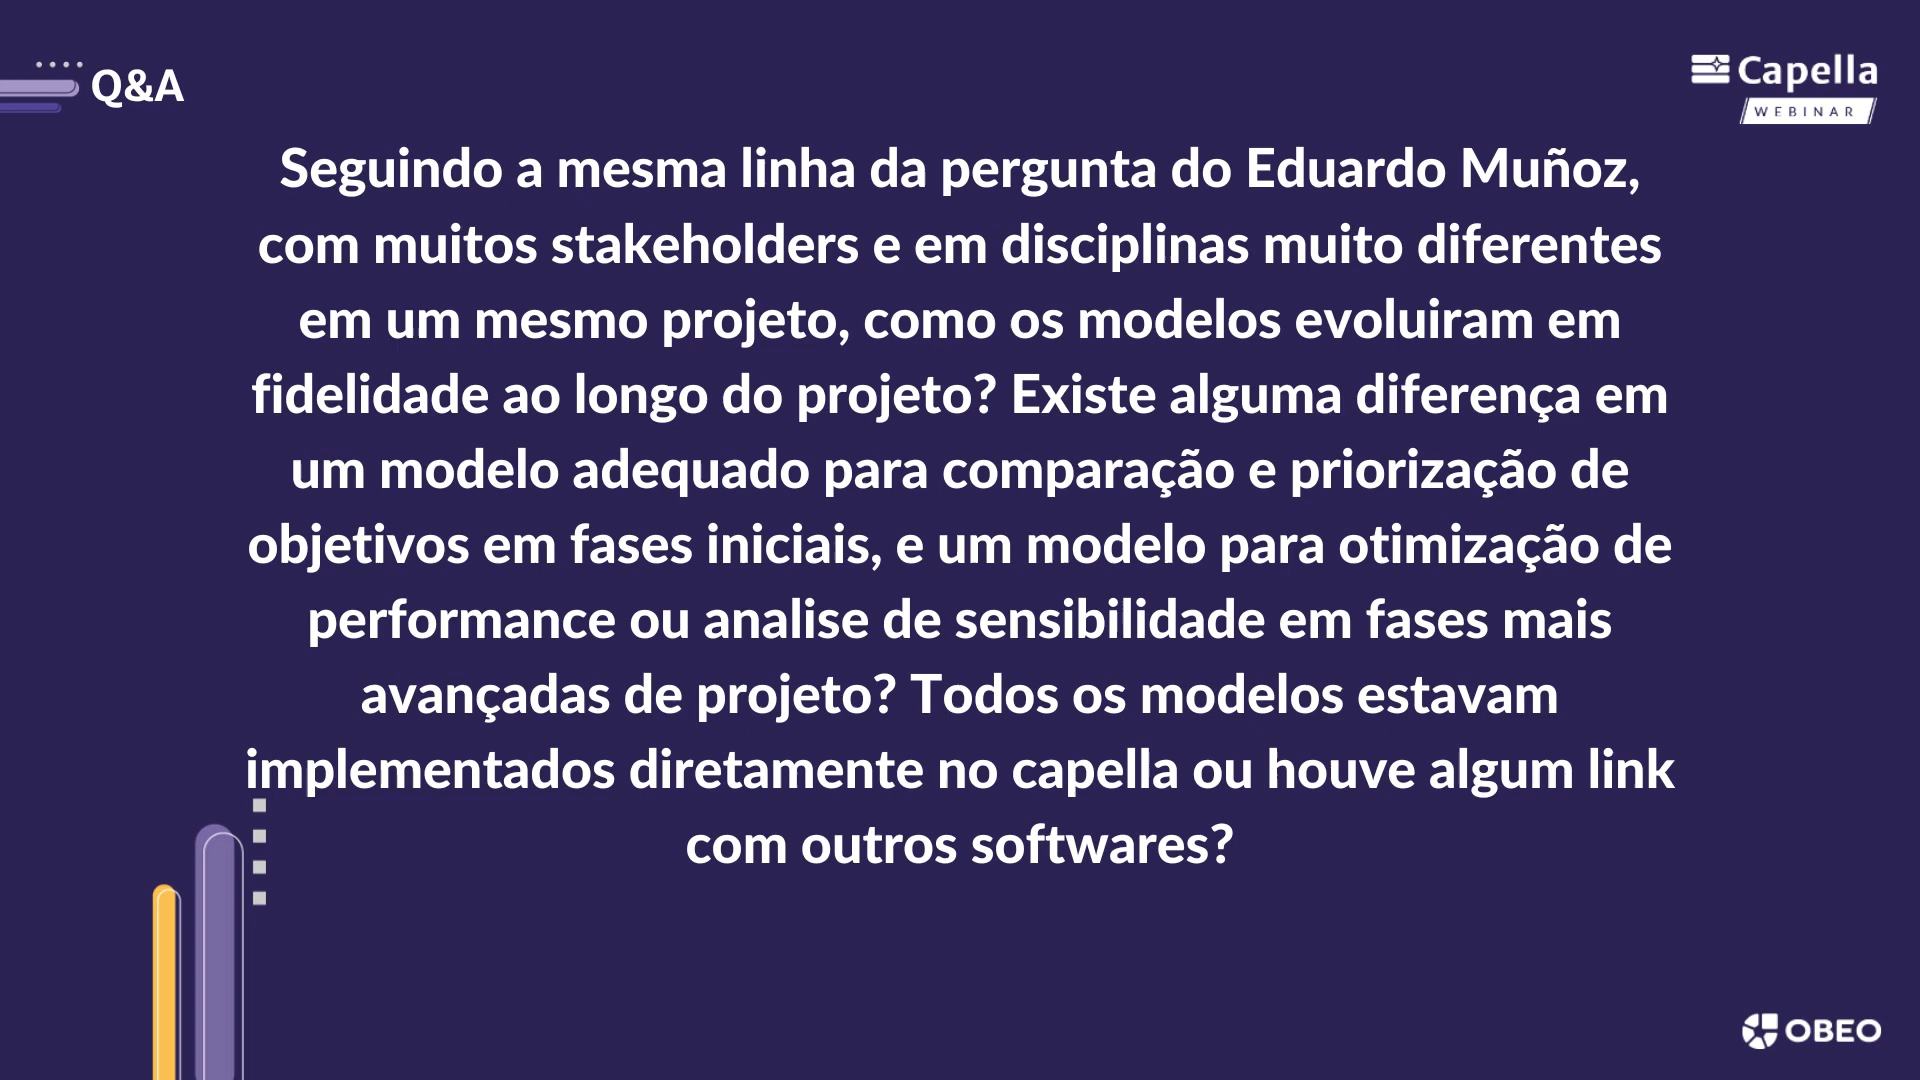 Q&A
Capella
WEBINAR
Seguindo a mesma linha da pergunta do Eduardo Muñoz,
com muitos stakeholders e em disciplinas muito diferentes
em um mesmo projeto, como os modelos evoluiram em
fidelidade ao longo do projeto? Existe alguma diferença em
um modelo adequado para comparação e priorização de
objetivos em fases iniciais, e um modelo para otimização de
performance ou analise de sensibilidade em fases mais
avançadas de projeto? Todos os modelos estavam
implementados diretamente no capella ou houve algum link
com outros softwares?
OBEO